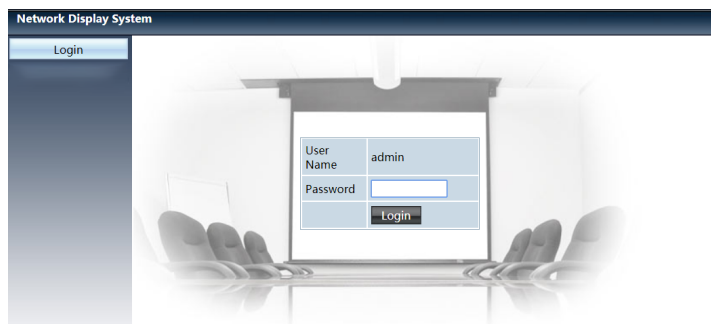 Network Display System
Login
User
Name
admin
Password
Login